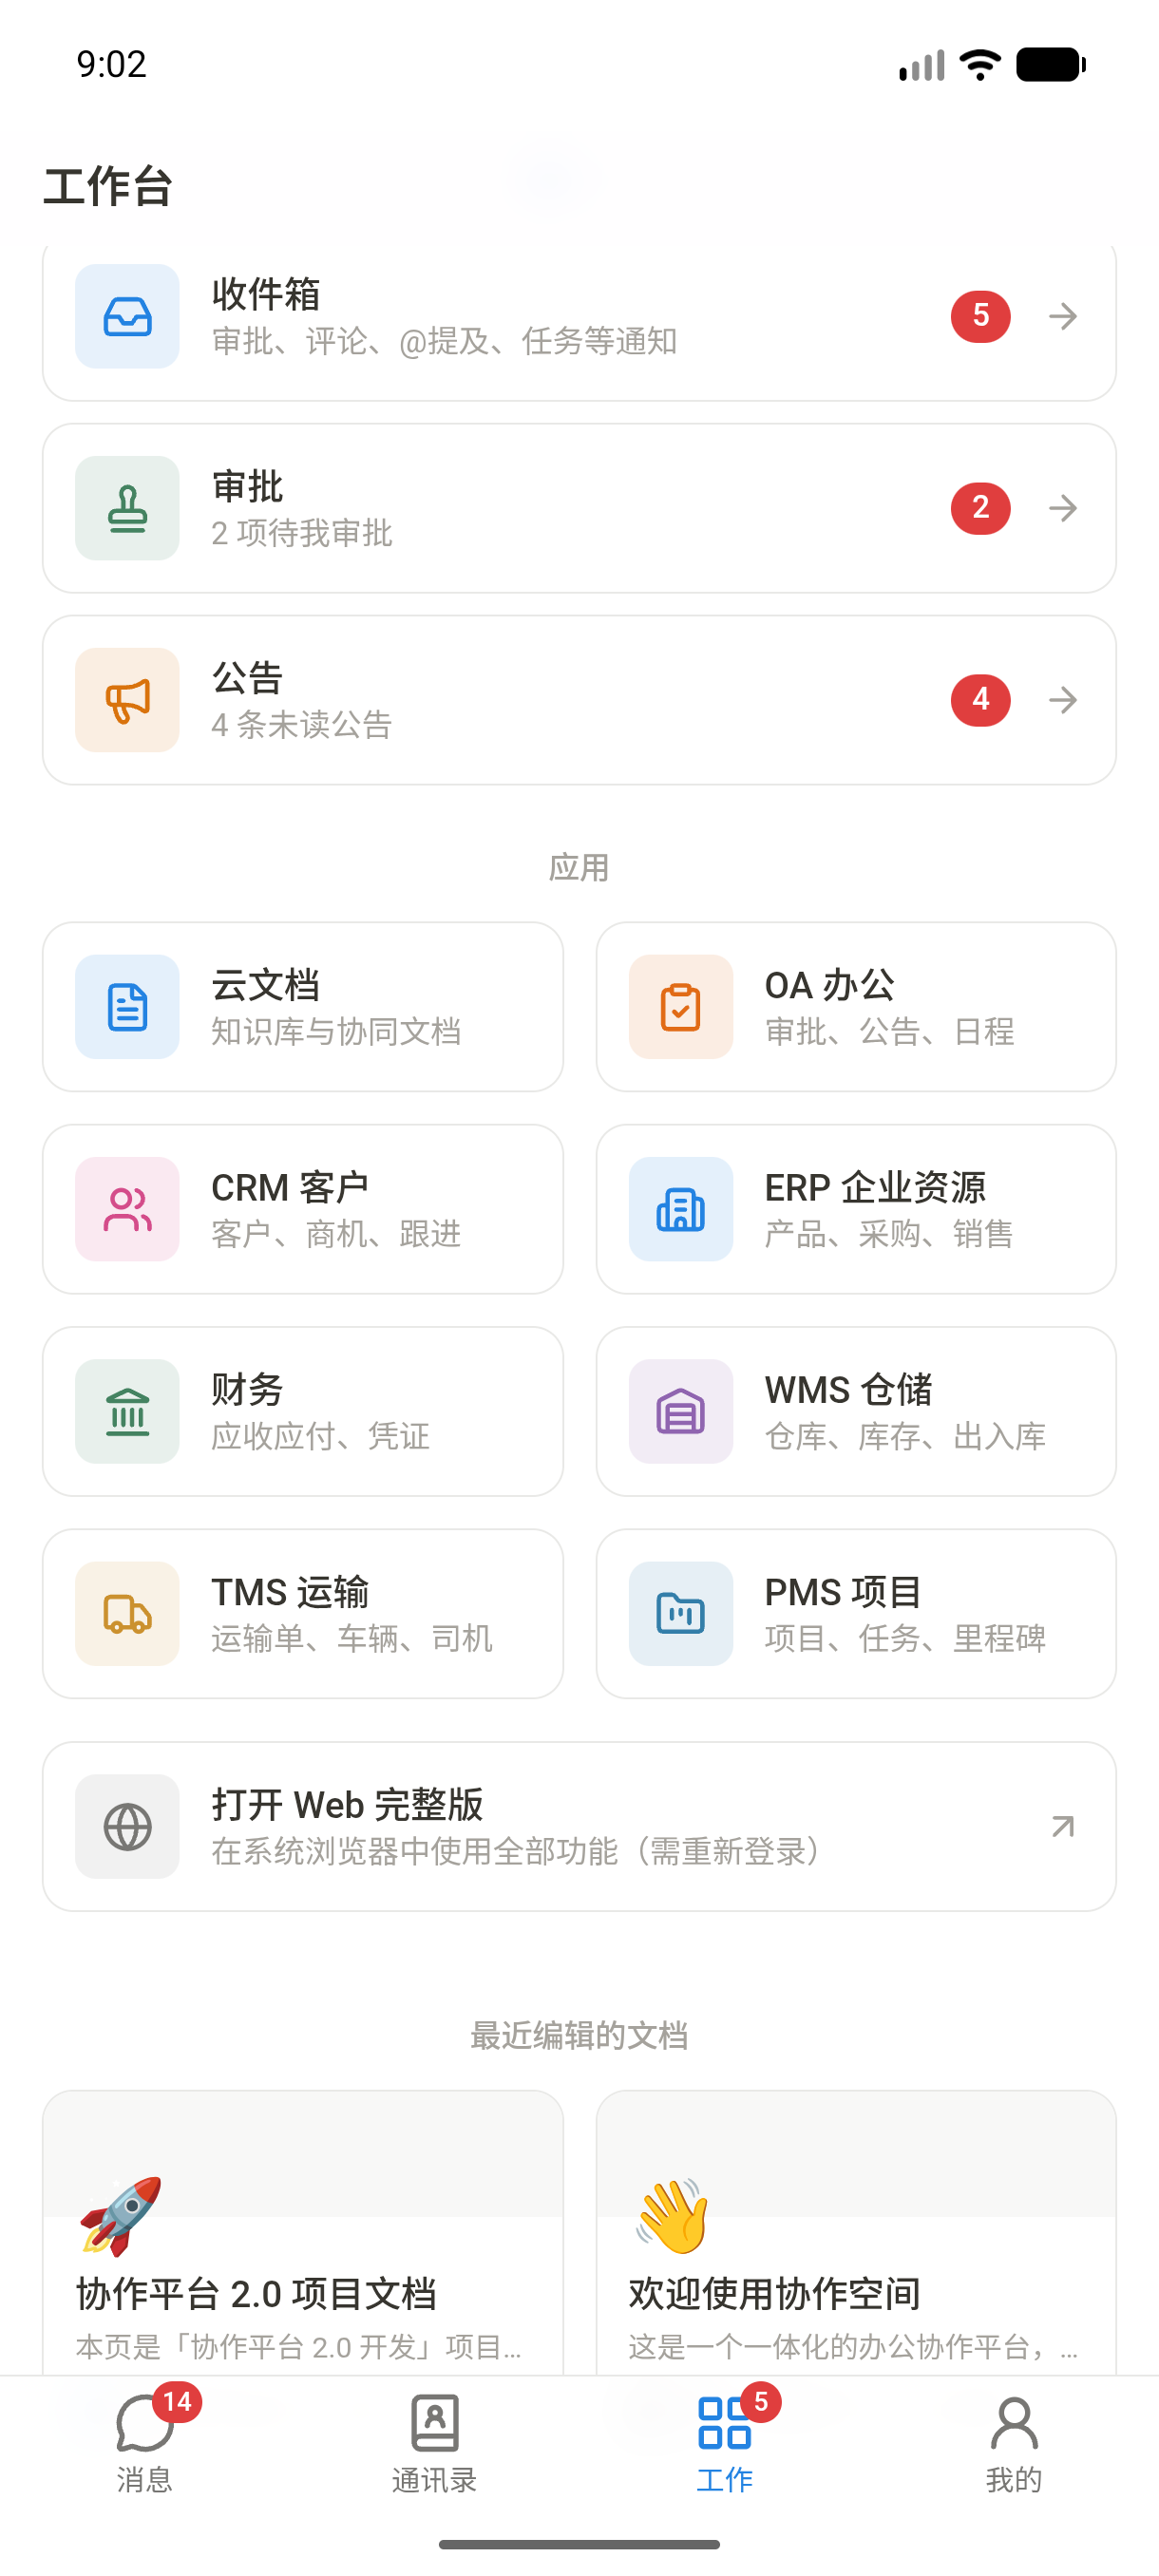 9:02
工作台
收件箱
审批、评论、@提及、任务等通知
5
审批
2 项待我审批
2
公告
4 条未读公告
4
应用
云文档
知识库与协同文档
OA 办公
审批、公告、日程
CRM 客户
客户、商机、跟进
ERP 企业资源
产品、采购、销售
财务
应收应付、凭证
WMS 仓储
仓库、库存、出入库
TMS 运输
运输单、车辆、司机
PMS 项目
项目、任务、里程碑
打开 Web 完整版
在系统浏览器中使用全部功能（需重新登录）
最近编辑的文档
协作平台 2.0 项目文档
本页是「协作平台 2.0 开发」项目...
欢迎使用协作空间
这是一个一体化的办公协作平台，...
14
消息
通讯录
5
工作
我的